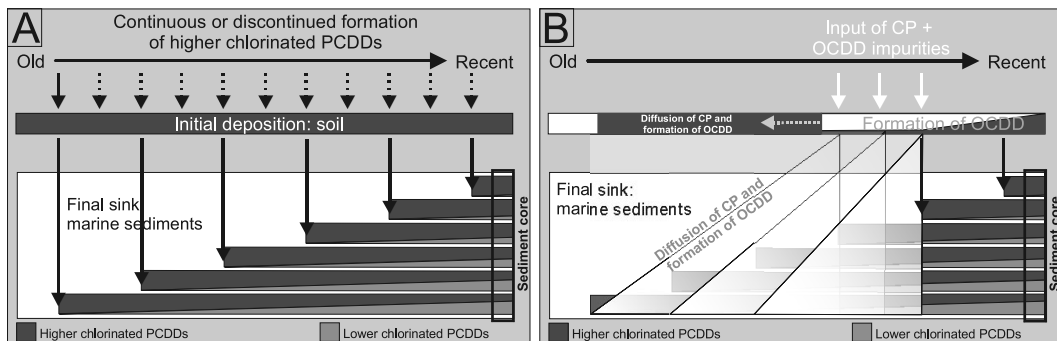 A
Continuous or discontinued formation
of higher chlorinated PCDDs
Old
Recent
Initial deposition: soil
Final sink:
marine sediments
Sediment core
Higher chlorinated PCDDs
Lower chlorinated PCDDs
B
Input of CP +
OCDD impurities
Old
Recent
Diffusion of CP and
formation of OCDD
Formation of OCDD
Final sink:
marine sediments
Diffusion of CP and
formation of OCDD
Sediment core
Higher chlorinated PCDDs
Lower chlorinated PCDDs